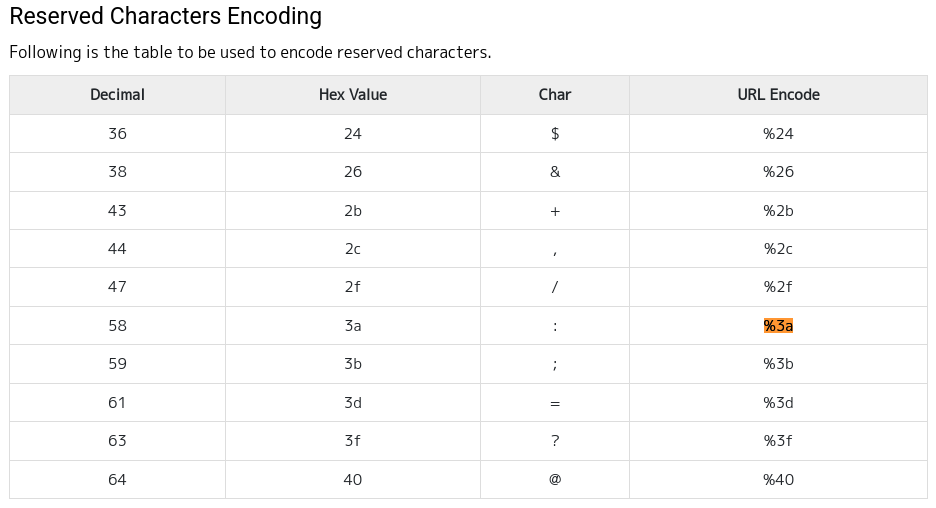 Reserved Characters Encoding
Following is the table to be used to encode reserved characters.
Decimal Hex Value Char URL Encode
36 24 $ %24
38 26 & %26
43 2b + %2b
44 2c , %2c
47 2f / %2f
58 3a : %3a
59 3b ; %3b
61 3d = %3d
63 3f ? %3f
64 40 @ %40